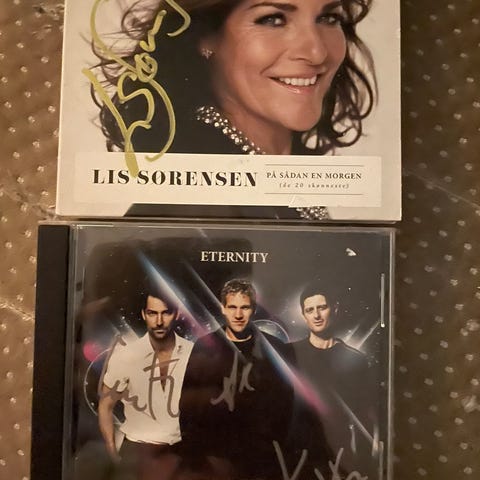 LIS SØRENSEN
PÅ SÅDAN EN MORGEN
(de 20 skønneste)
ETERNITY